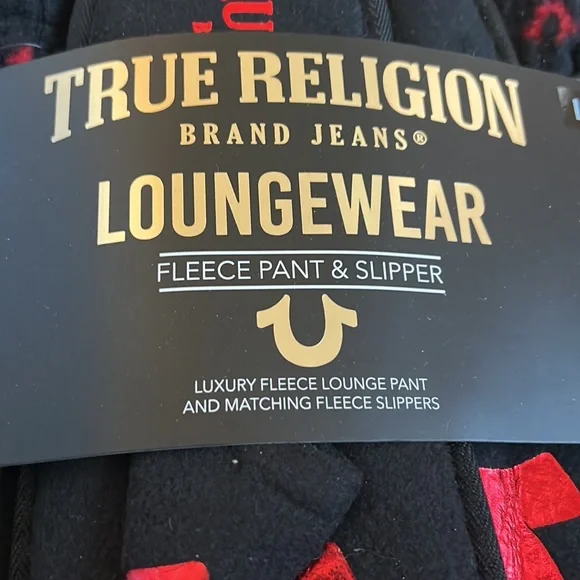 TRUE RELIGION
BRAND JEANS®
LOUNGEWEAR
FLEECE PANT & SLIPPER
LUXURY FLEECE LOUNGE PANT
AND MATCHING FLEECE SLIPPERS